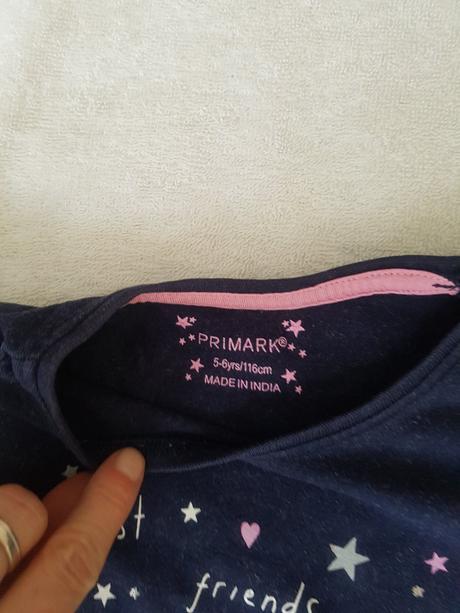 PRIMARK®
5-6yrs/116cm
MADE IN INDIA
friends